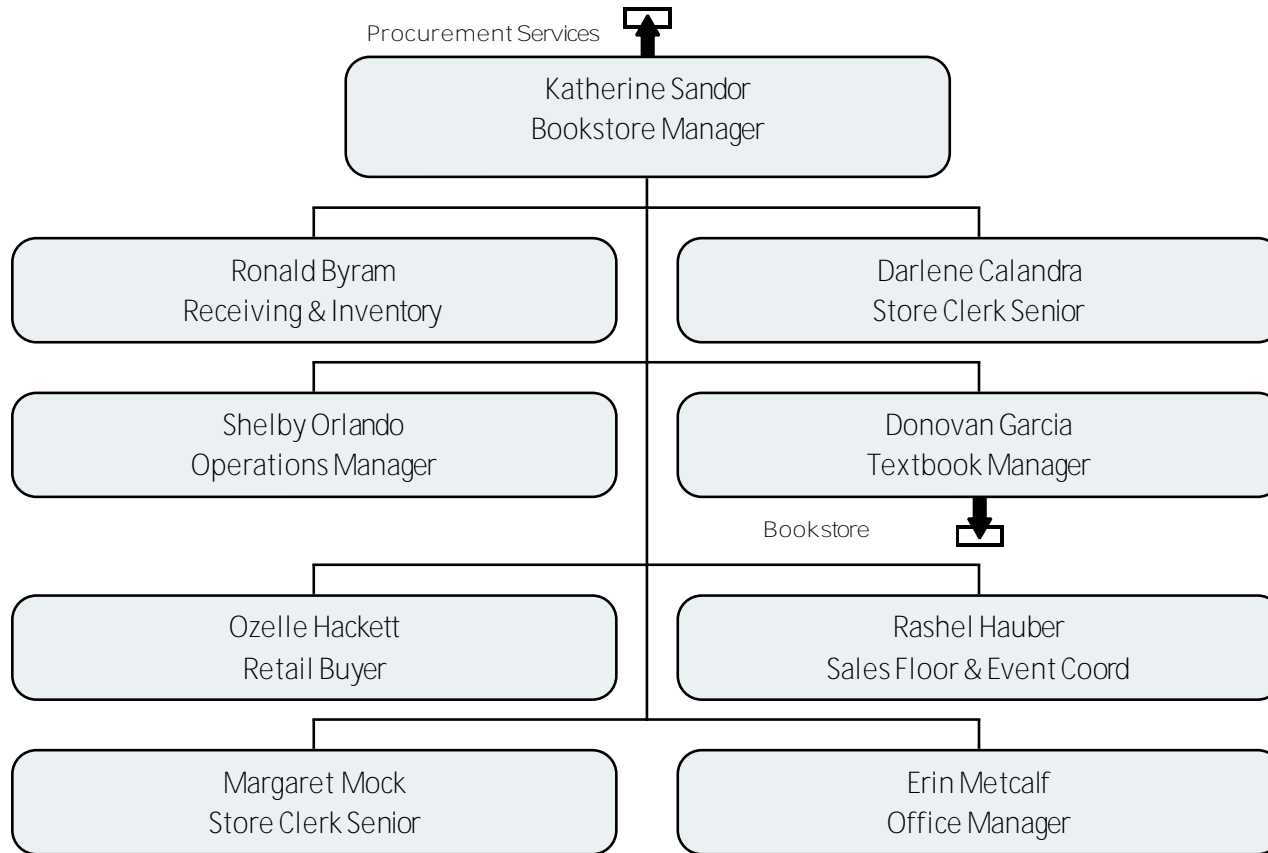 Procurement Services
Katherine Sandor
Bookstore Manager
Ronald Byram
Receiving & Inventory
Darlene Calandra
Store Clerk Senior
Shelby Orlando
Operations Manager
Donovan Garcia
Textbook Manager
Bookstore
Ozelle Hackett
Retail Buyer
Rashel Hauber
Sales Floor & Event Coord
Margaret Mock
Store Clerk Senior
Erin Metcalf
Office Manager